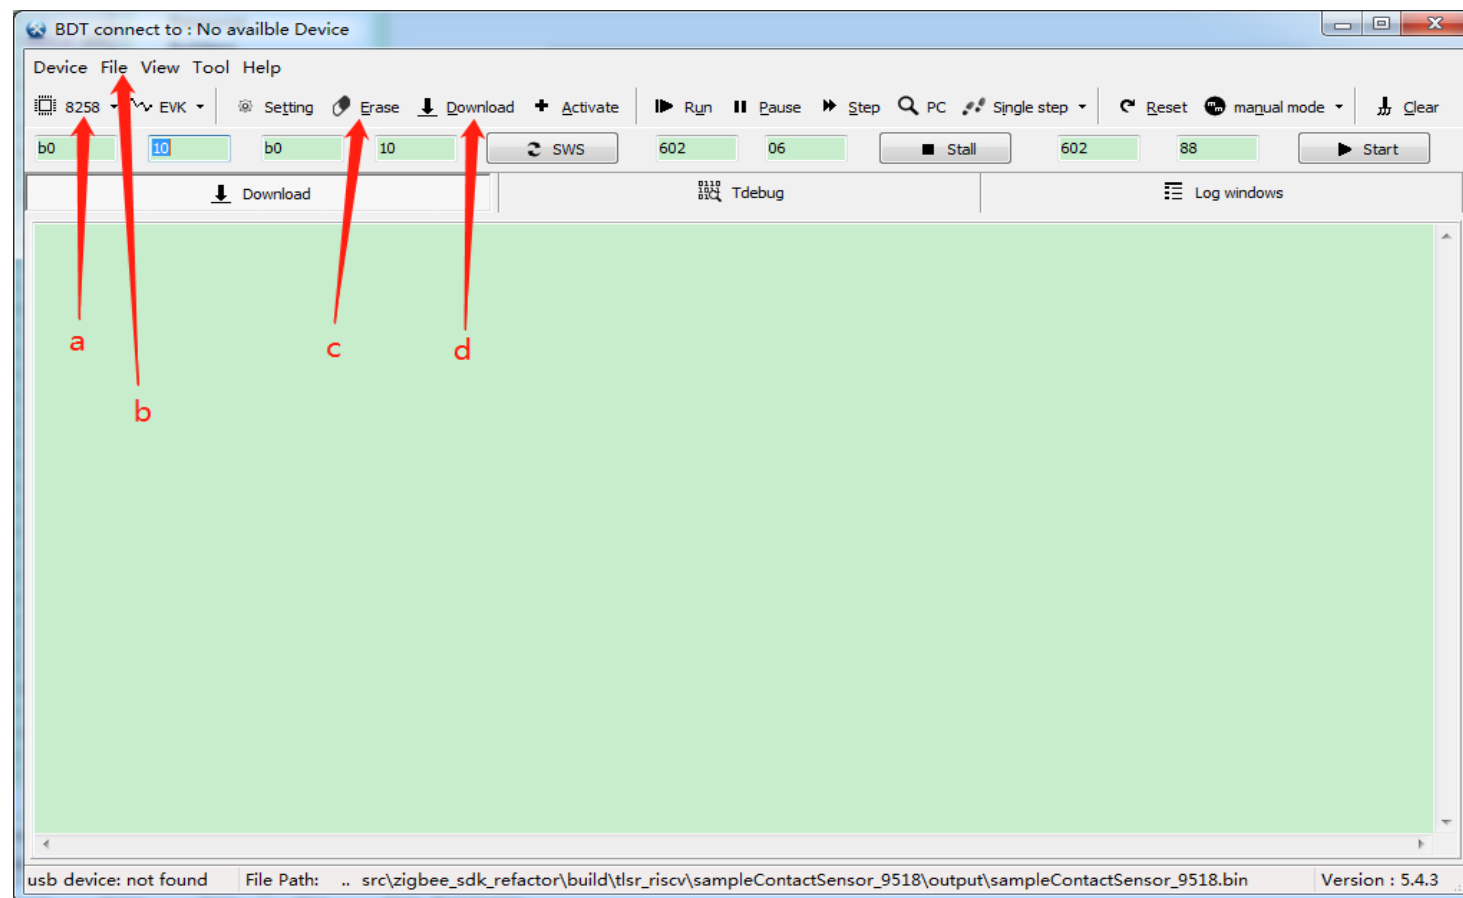 BDT connect to : No availble Device
Device File View Tool Help
8258 EVK Setting Erase Download Activate Run Pause Step PC Single step Reset manual mode Clear
b0 10 b0 10 SWS 602 06 Stall 602 88 Start
Download Tdebug Log windows
a
c
d
b
usb device: not found File Path: .. src\zigbee_sdk_refactor\build\tlsr_riscv\sampleContactSensor_9518\output\sampleContactSensor_9518.bin Version : 5.4.3